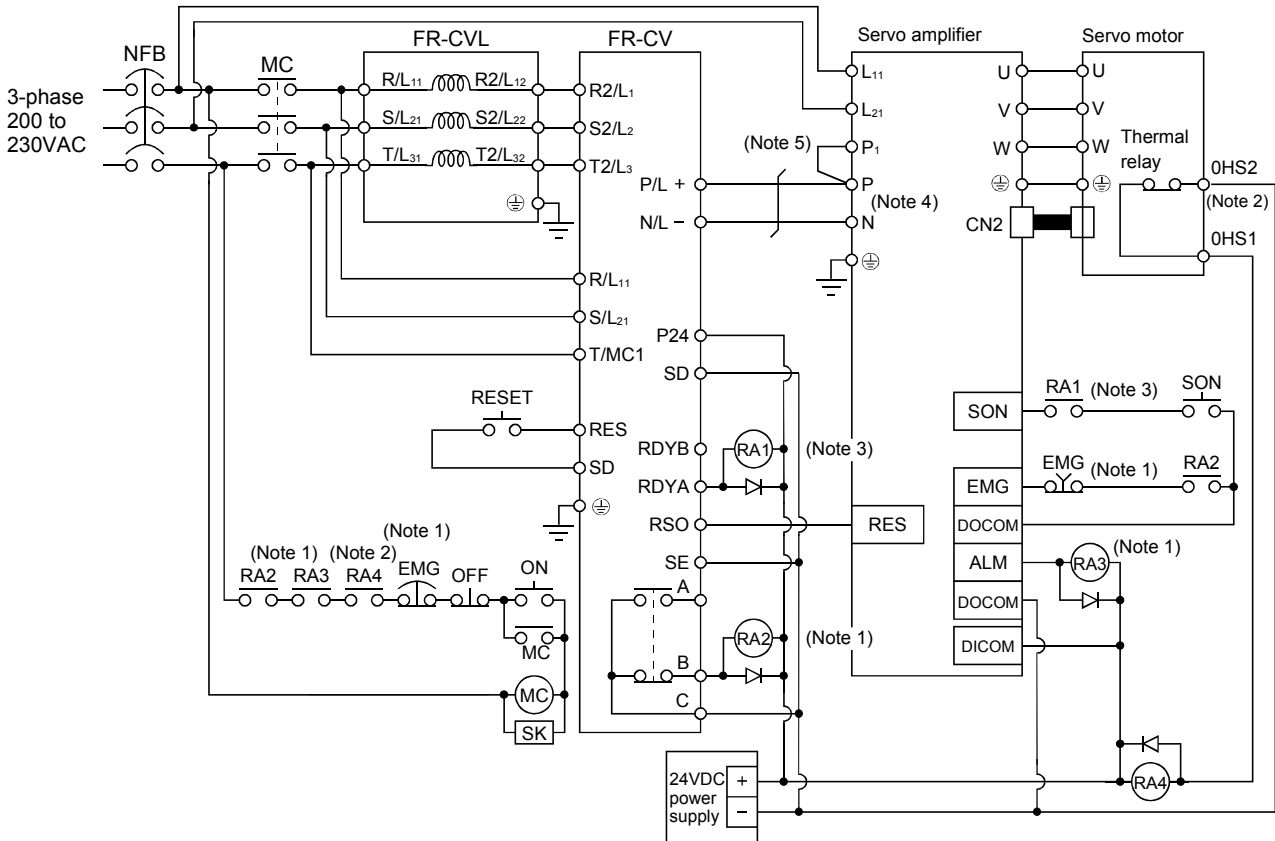 NFB
3-phase
200 to
230VAC
MC
FR-CVL
R/L11 R2/L12
S/L21 S2/L22
T/L31 T2/L32
FR-CV
R2/L1
S2/L2
T2/L3
P/L +
N/L −
R/L11
S/L21
T/MC1
P24
SD
RESET
RES
SD
RDYB
RDYA
RSO
SE
A
B
C
RA1
(Note 3)
RA2
(Note 1)
(Note 1)
RA2
RA3
(Note 2)
RA4
(Note 1)
EMG
OFF
ON
MC
MC
SK
Servo amplifier
L11
L21
(Note 5)
P1
P
(Note 4)
N
U
V
W
CN2
Servo motor
U
V
W
Thermal
relay
0HS2
(Note 2)
0HS1
SON
RA1 (Note 3) SON
EMG
EMG (Note 1) RA2
DOCOM
RES
ALM
RA3
(Note 1)
DOCOM
DICOM
RA4
24VDC
power
supply
+
−